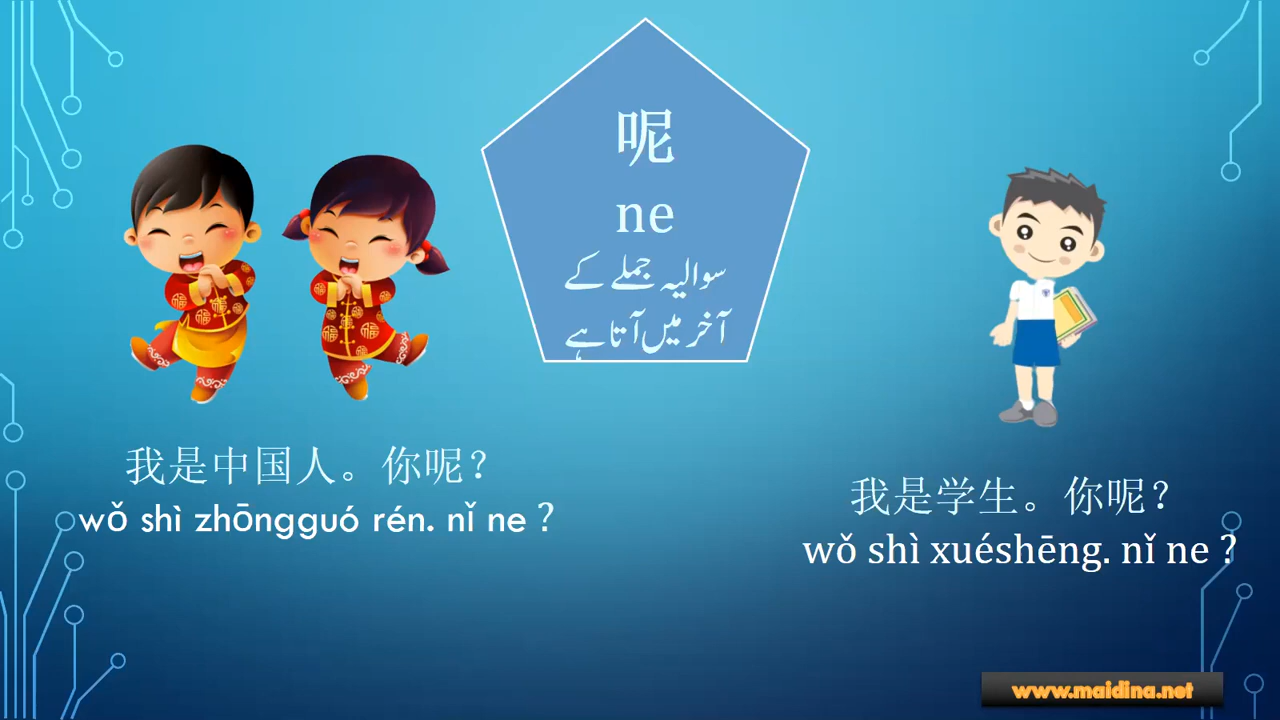 呢
ne
سوالیہ جملے کے
آخر میں آتا ہے
我是中国人。你呢？
wǒ shì zhōngguó rén. nǐ ne？
我是学生。你呢？
wǒ shì xuéshēng. nǐ ne？
www.maidina.net